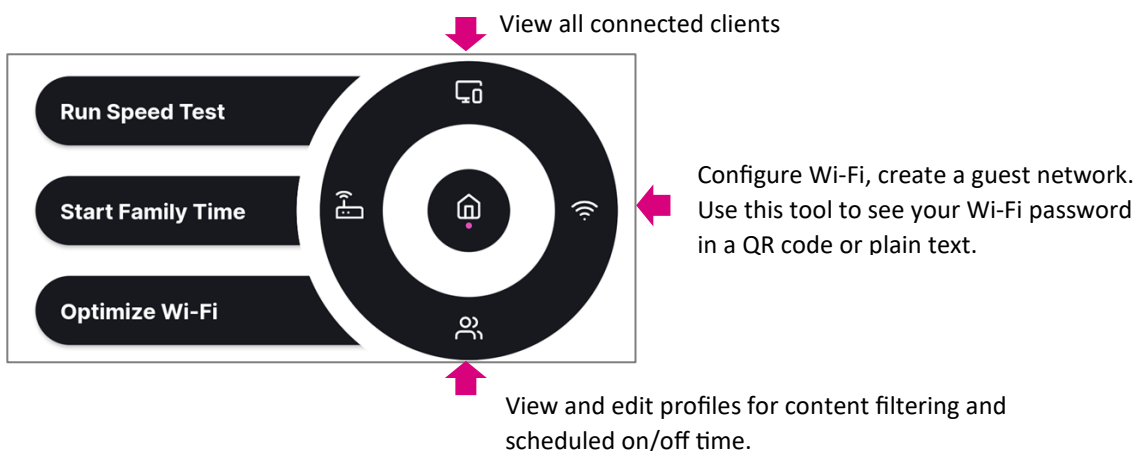 View all connected clients
Run Speed Test
Start Family Time
Optimize Wi-Fi
Configure Wi-Fi, create a guest network.
Use this tool to see your Wi-Fi password
in a QR code or plain text.
View and edit profiles for content filtering and
scheduled on/off time.